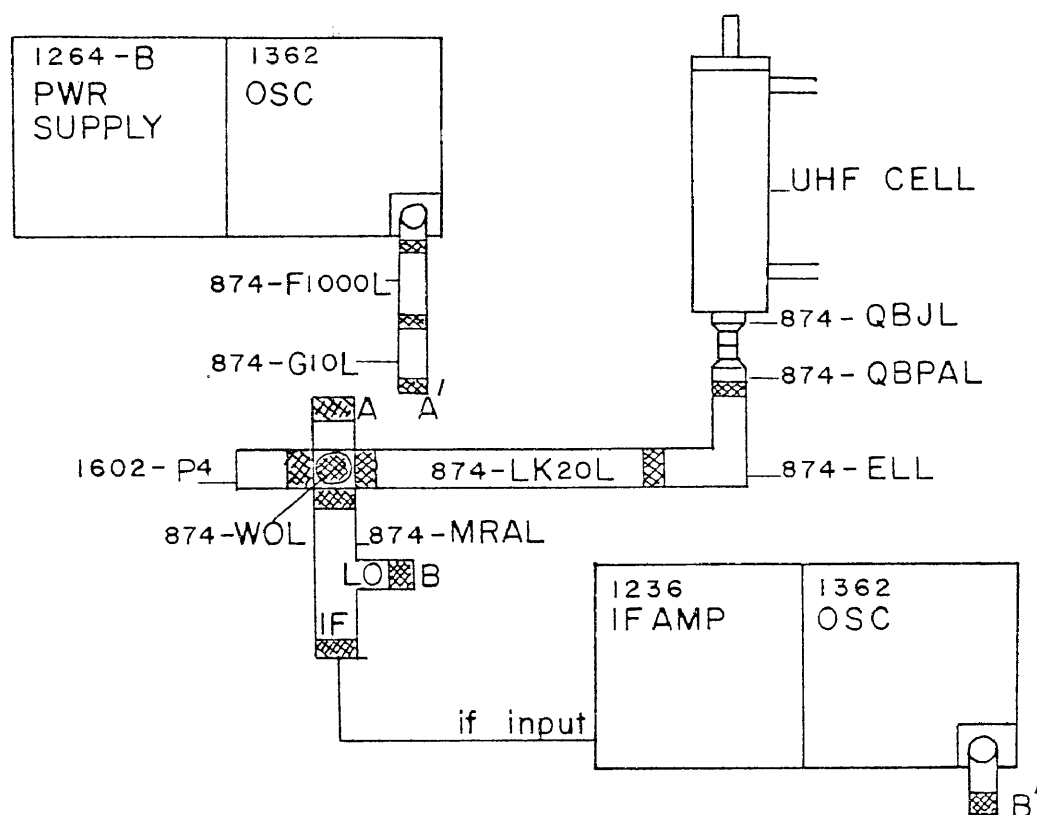 1264-B
PWR
SUPPLY
1362
OSC
UHF CELL
874-F1000L
874-QBJL
874-G10L
874-QBPAL
A
A'
1602-P4
874-LK20L
874-ELL
874-WOL
874-MRAL
LO
B
IF
1236
IF AMP
1362
OSC
if input
B'